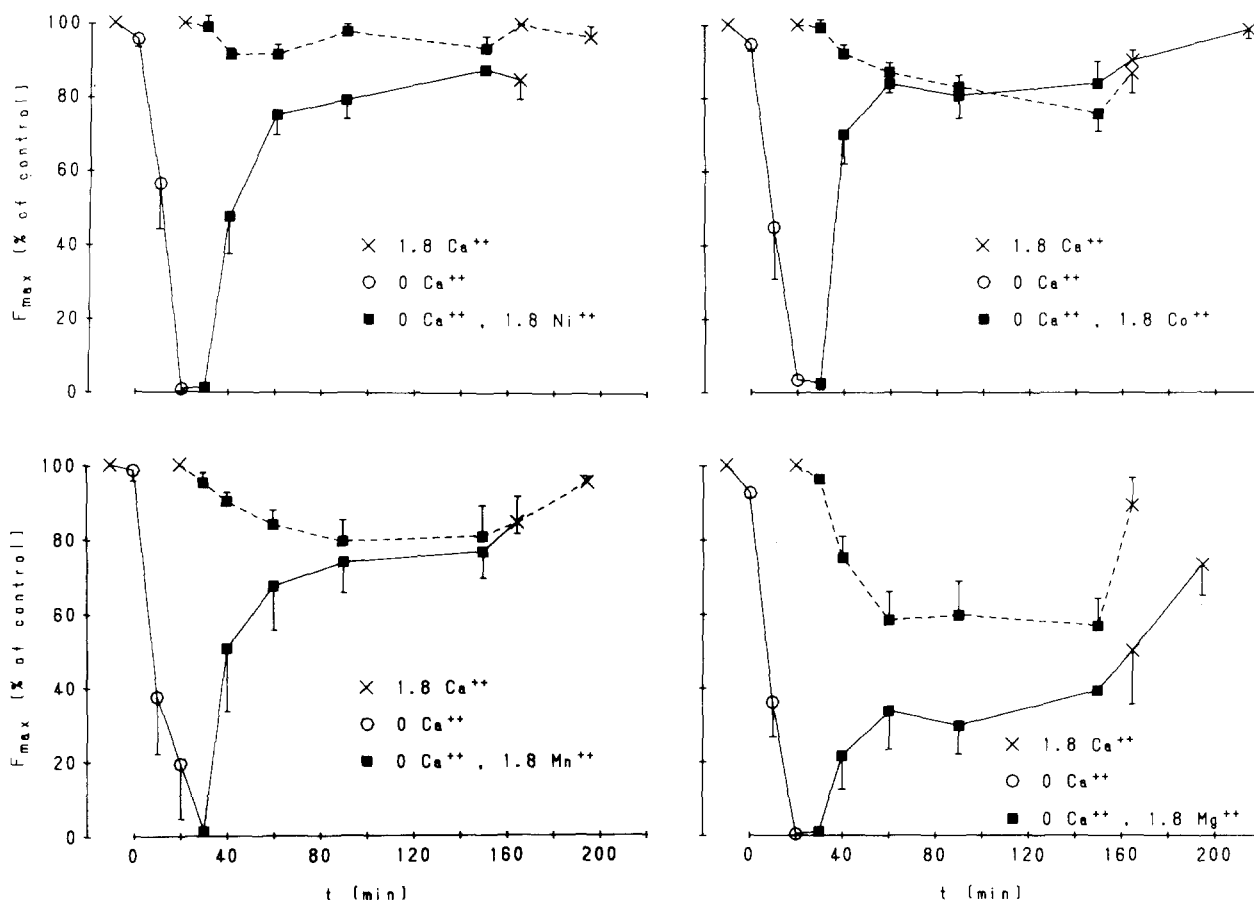 100
80
60
40
20
0
F_max (% of control)
× 1.8 Ca⁺⁺
○ 0 Ca⁺⁺
■ 0 Ca⁺⁺ , 1.8 Ni⁺⁺
× 1.8 Ca⁺⁺
○ 0 Ca⁺⁺
■ 0 Ca⁺⁺ , 1.8 Co⁺⁺
100
80
60
40
20
0
F_max (% of control)
× 1.8 Ca⁺⁺
○ 0 Ca⁺⁺
■ 0 Ca⁺⁺ , 1.8 Mn⁺⁺
0 40 80 120 160 200
t (min)
× 1.8 Ca⁺⁺
○ 0 Ca⁺⁺
■ 0 Ca⁺⁺ , 1.8 Mg⁺⁺
0 40 80 120 160 200
t (min)